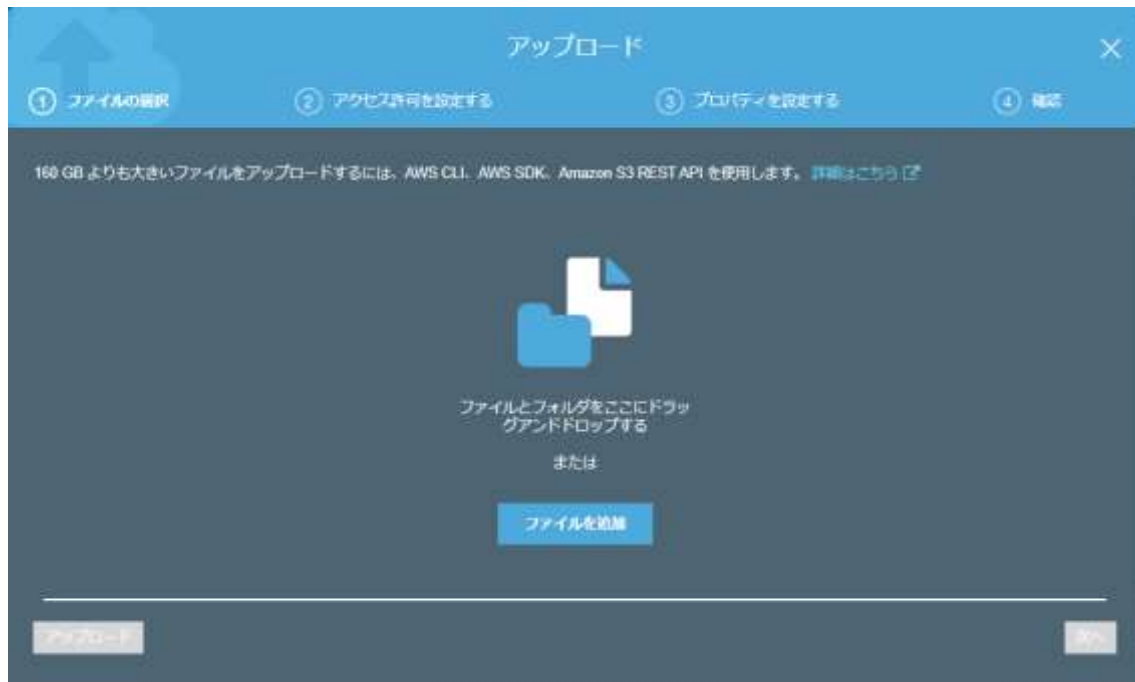 アップロード
① ファイルの選択
② アクセス許可を設定する
③ プロパティを設定する
④ 確認
160 GB よりも大きいファイルをアップロードするには、AWS CLI、AWS SDK、Amazon S3 REST API を使用します。 詳細はこちら
ファイルとフォルダをここにドラッ
グアンドドロップする
または
ファイルを追加
アップロード
次へ